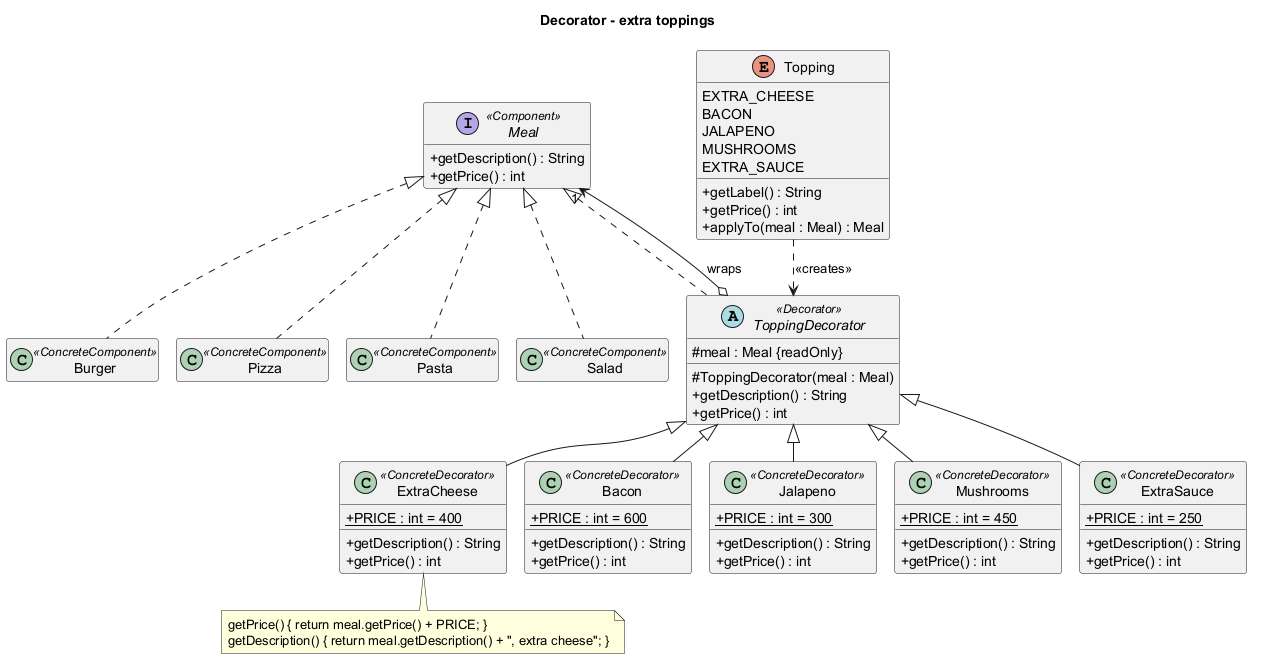 Decorator - extra toppings
E Topping
EXTRA_CHEESE
BACON
JALAPENO
MUSHROOMS
EXTRA_SAUCE
+getLabel() : String
+getPrice() : int
+applyTo(meal : Meal) : Meal
«Component»
I Meal
+getDescription() : String
+getPrice() : int
1
wraps
«creates»
«ConcreteComponent»
C Burger
«ConcreteComponent»
C Pizza
«ConcreteComponent»
C Pasta
«ConcreteComponent»
C Salad
«Decorator»
A ToppingDecorator
#meal : Meal {readOnly}
#ToppingDecorator(meal : Meal)
+getDescription() : String
+getPrice() : int
«ConcreteDecorator»
C ExtraCheese
+PRICE : int = 400
+getDescription() : String
+getPrice() : int
«ConcreteDecorator»
C Bacon
+PRICE : int = 600
+getDescription() : String
+getPrice() : int
«ConcreteDecorator»
C Jalapeno
+PRICE : int = 300
+getDescription() : String
+getPrice() : int
«ConcreteDecorator»
C Mushrooms
+PRICE : int = 450
+getDescription() : String
+getPrice() : int
«ConcreteDecorator»
C ExtraSauce
+PRICE : int = 250
+getDescription() : String
+getPrice() : int
getPrice() { return meal.getPrice() + PRICE; }
getDescription() { return meal.getDescription() + ", extra cheese"; }